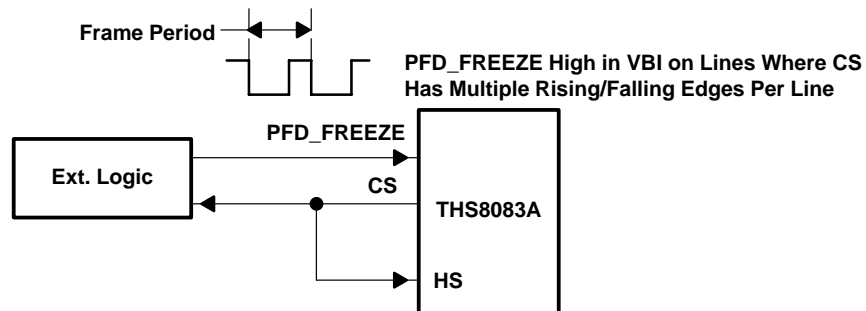 Frame Period
PFD_FREEZE High in VBI on Lines Where CS
Has Multiple Rising/Falling Edges Per Line
PFD_FREEZE
Ext. Logic
CS
THS8083A
HS